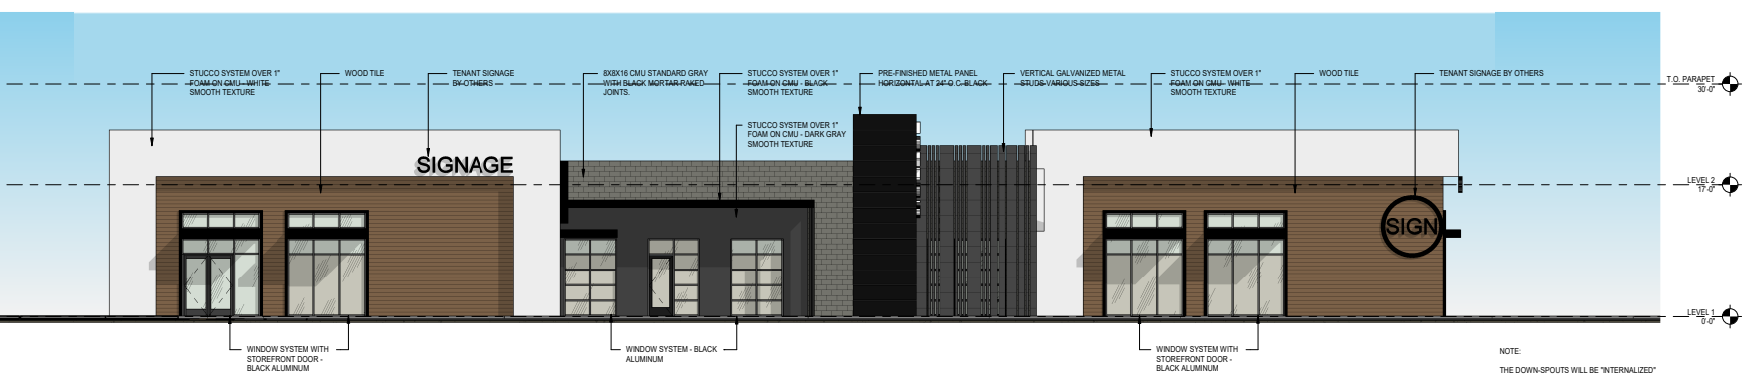 STUCCO SYSTEM OVER 1"
FOAM ON CMU - WHITE
SMOOTH TEXTURE
WOOD TILE
TENANT SIGNAGE
BY OTHERS
8X8X16 CMU STANDARD GRAY
WITH BLACK MORTAR RAKED
JOINTS.
STUCCO SYSTEM OVER 1"
FOAM ON CMU - BLACK
SMOOTH TEXTURE
STUCCO SYSTEM OVER 1"
FOAM ON CMU - DARK GRAY
SMOOTH TEXTURE
PRE-FINISHED METAL PANEL
HORIZONTAL AT 24" O.C. BLACK
VERTICAL GALVANIZED METAL
STUDS VARIOUS SIZES
STUCCO SYSTEM OVER 1"
FOAM ON CMU - WHITE
SMOOTH TEXTURE
WOOD TILE
TENANT SIGNAGE BY OTHERS
T.O. PARAPET
30'-0"
SIGNAGE
LEVEL 2
17'-0"
SIGN
LEVEL 1
0'-0"
WINDOW SYSTEM WITH
STOREFRONT DOOR -
BLACK ALUMINUM
WINDOW SYSTEM - BLACK
ALUMINUM
WINDOW SYSTEM WITH
STOREFRONT DOOR -
BLACK ALUMINUM
NOTE:
THE DOWN-SPOUTS WILL BE "INTERNALIZED"